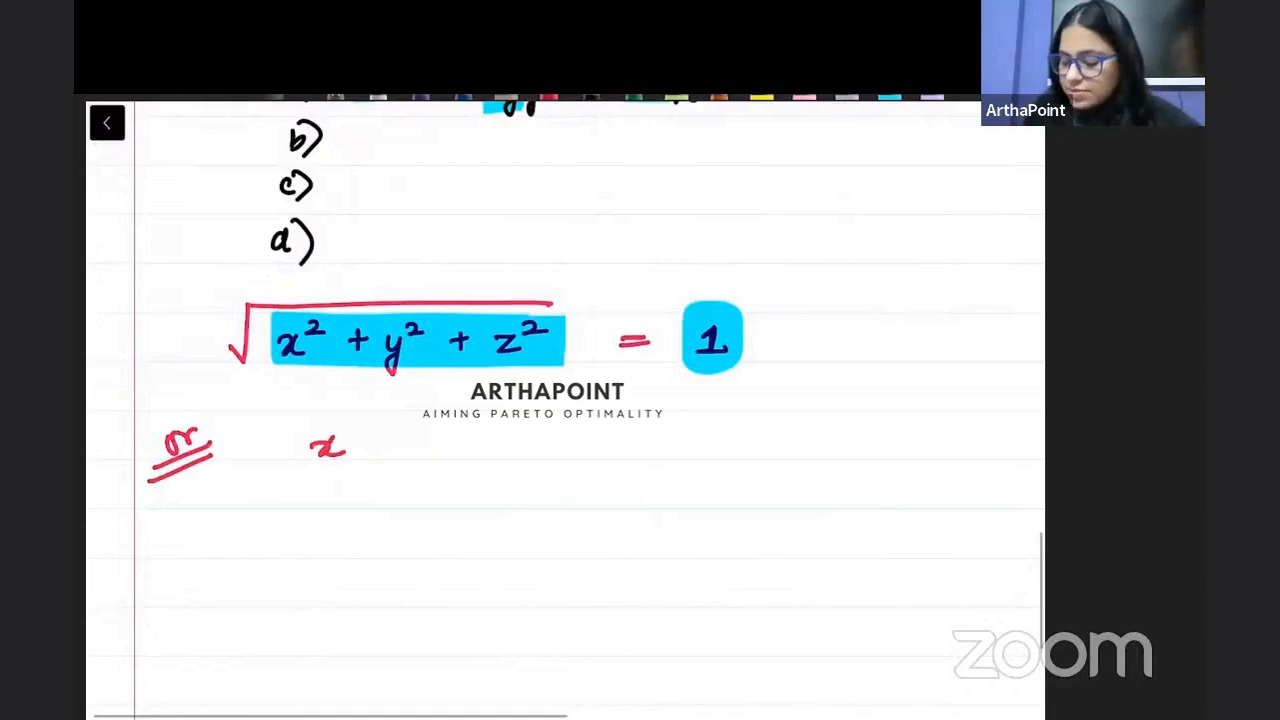 ArthaPoint
b)
c)
d)
√x² + y² + z² = 1
ARTHAPOINT
AIMING PARETO OPTIMALITY
or x
zoom